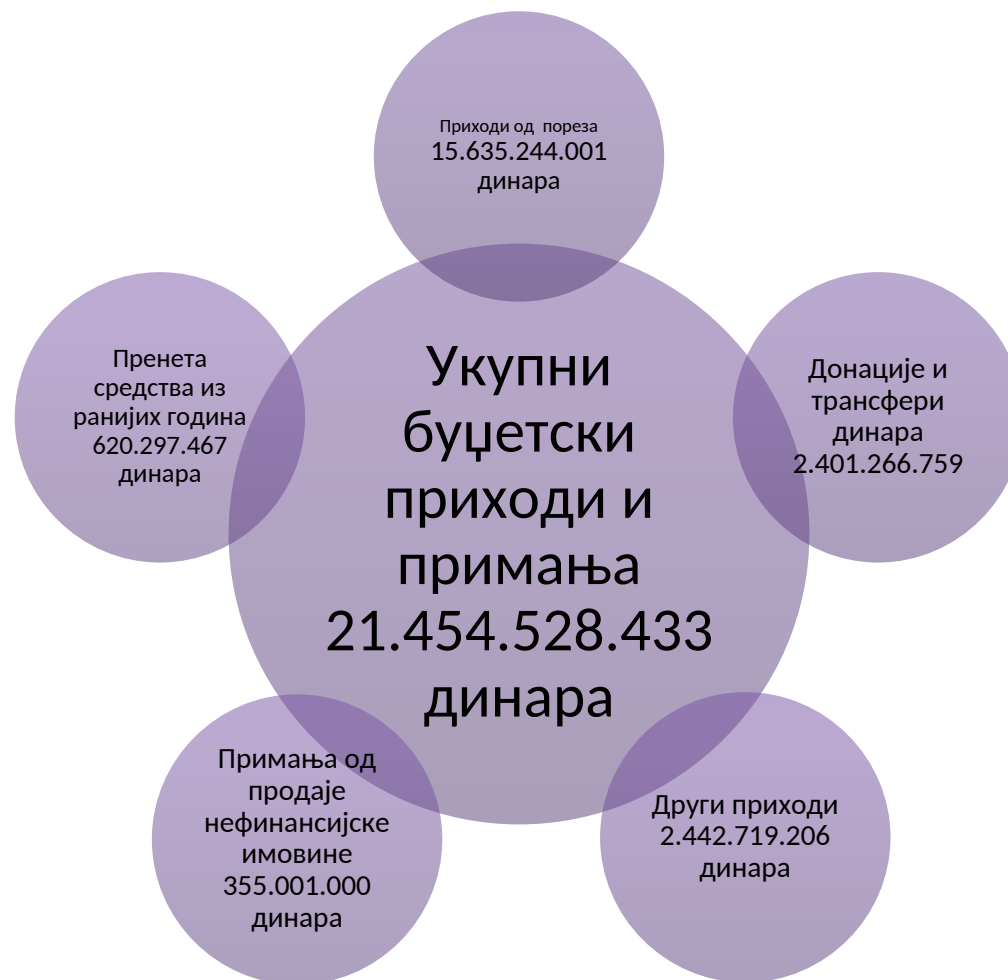 Приходи од  пореза
15.635.244.001
динара
Пренета
средства из
ранијих година
620.297.467
динара
Укупни
буџетски
приходи и
примања
21.454.528.433
динара
Донације и
трансфери
динара
2.401.266.759
Примања од
продаје
нефинансијске
имовине
355.001.000
динара
Други приходи
2.442.719.206
динара